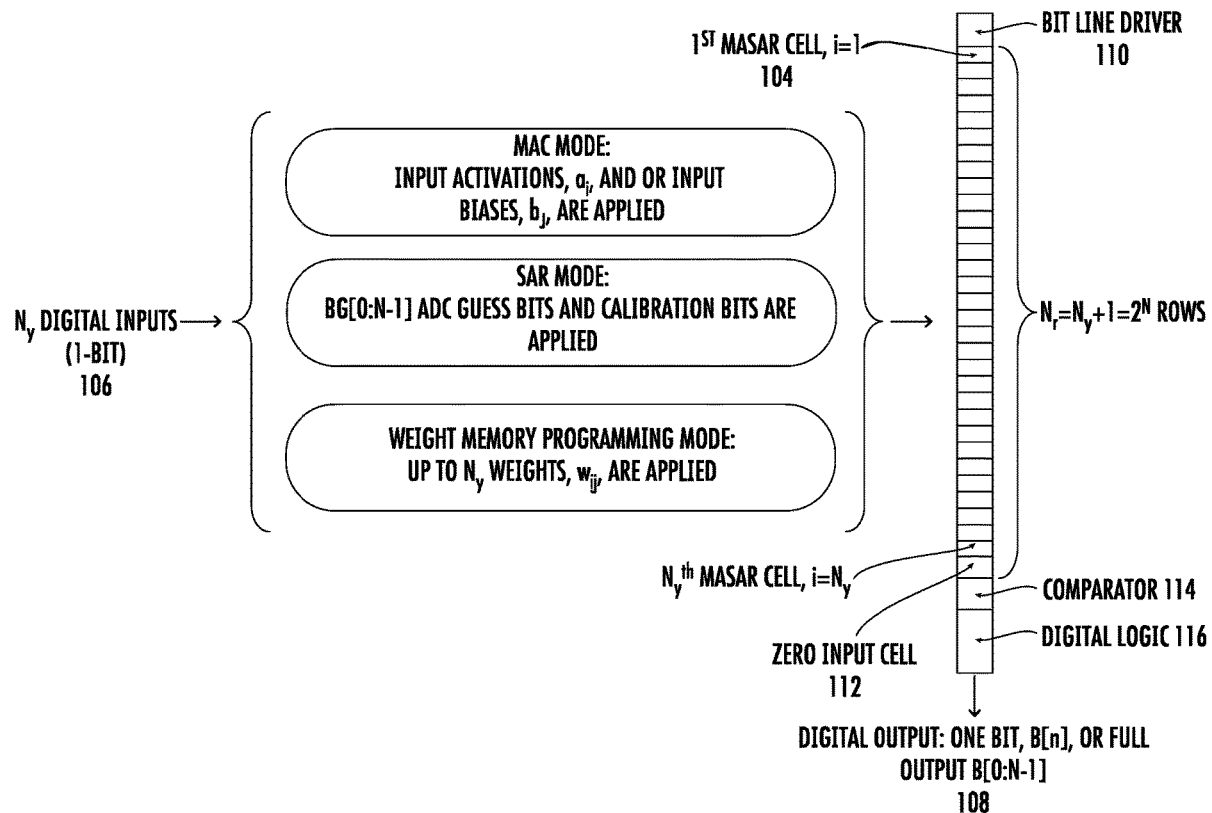 BIT LINE DRIVER
110
1ST MASAR CELL, i=1
104
MAC MODE:
INPUT ACTIVATIONS, aj, AND OR INPUT
BIASES, bj, ARE APPLIED
SAR MODE:
BG[0:N-1] ADC GUESS BITS AND CALIBRATION BITS ARE
APPLIED
Ny DIGITAL INPUTS
(1-BIT)
106
Nr=Ny+1=2N ROWS
WEIGHT MEMORY PROGRAMMING MODE:
UP TO Ny WEIGHTS, wij, ARE APPLIED
Nyth MASAR CELL, i=Ny
COMPARATOR 114
DIGITAL LOGIC 116
ZERO INPUT CELL
112
DIGITAL OUTPUT: ONE BIT, B[n], OR FULL
OUTPUT B[0:N-1]
108